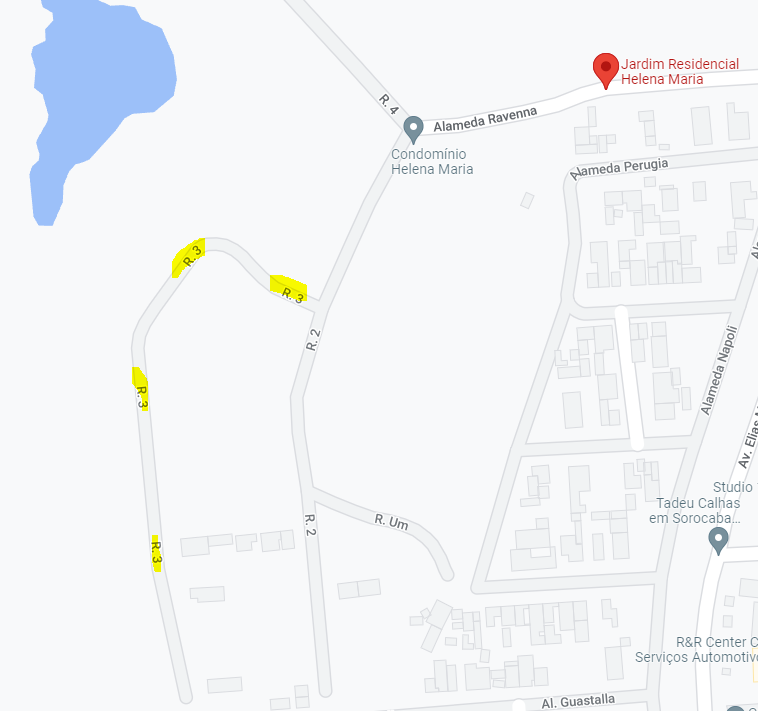 Jardim Residencial
Helena Maria
R. 4
Alameda Ravenna
Condomínio
Helena Maria
Alameda Perugia
R. 3
R. 3
R. 2
Alameda Napoli
R. 3
Av. Elias
Studio
Tadeu Calhas
em Sorocaba...
R. 2
R. Um
R. 3
R&R Center C
Serviços Automotivo
Al. Guastalla